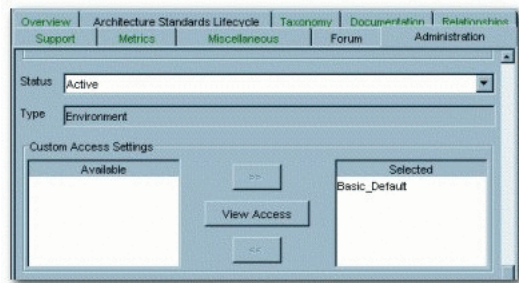 Overview Architecture Standards Lifecycle Taxonomy Documentation Relationships
Support Metrics Miscellaneous Forum Administration
Status Active
Type Environment
Custom Access Settings
Available Selected
>> Basic_Default
View Access
<<